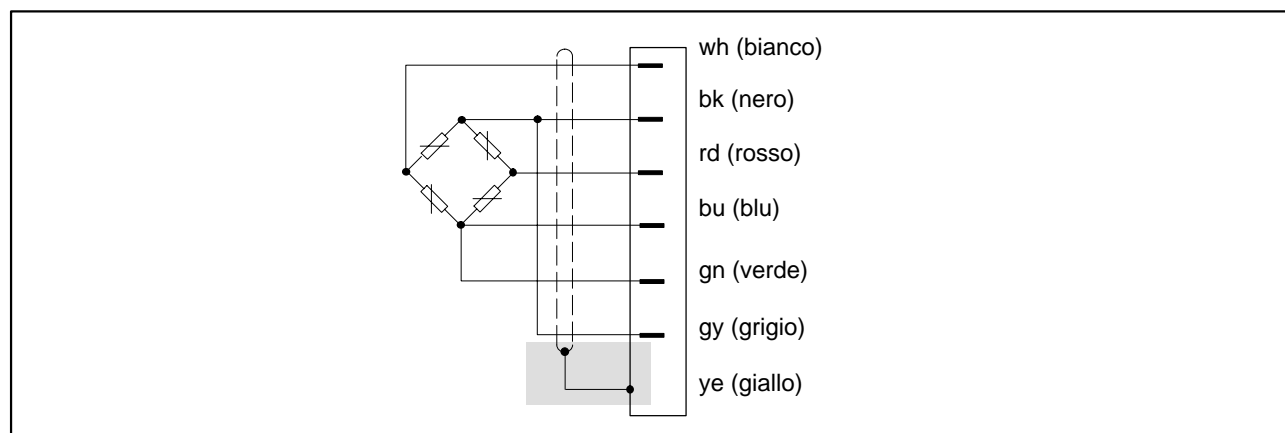 wh (bianco)
bk (nero)
rd (rosso)
bu (blu)
gn (verde)
gy (grigio)
ye (giallo)